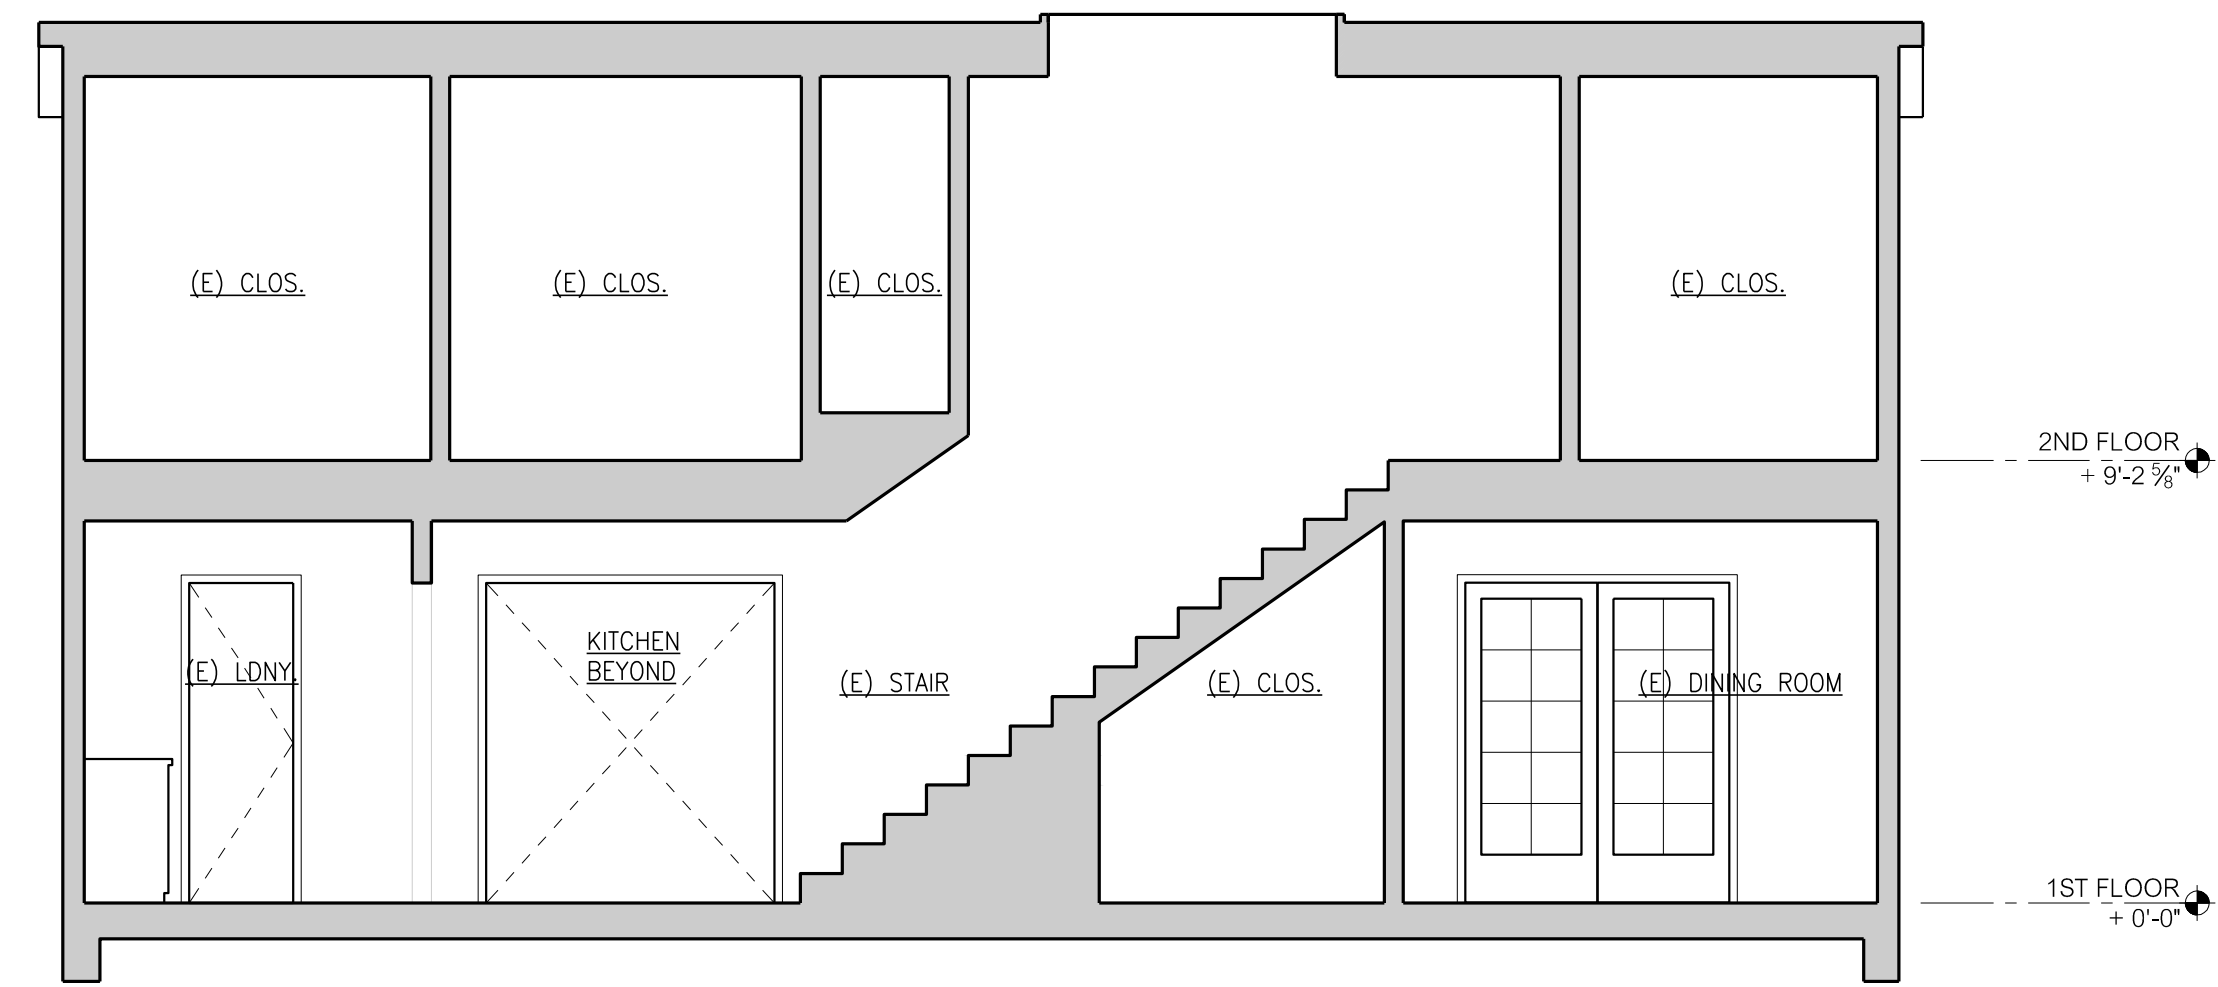 (E) CLOS.
(E) CLOS.
(E) CLOS.
(E) CLOS.
2ND FLOOR
+ 9'-2 ⅝"
(E) LDNY.
KITCHEN
BEYOND
(E) STAIR
(E) CLOS.
(E) DINING ROOM
1ST FLOOR
+ 0'-0"